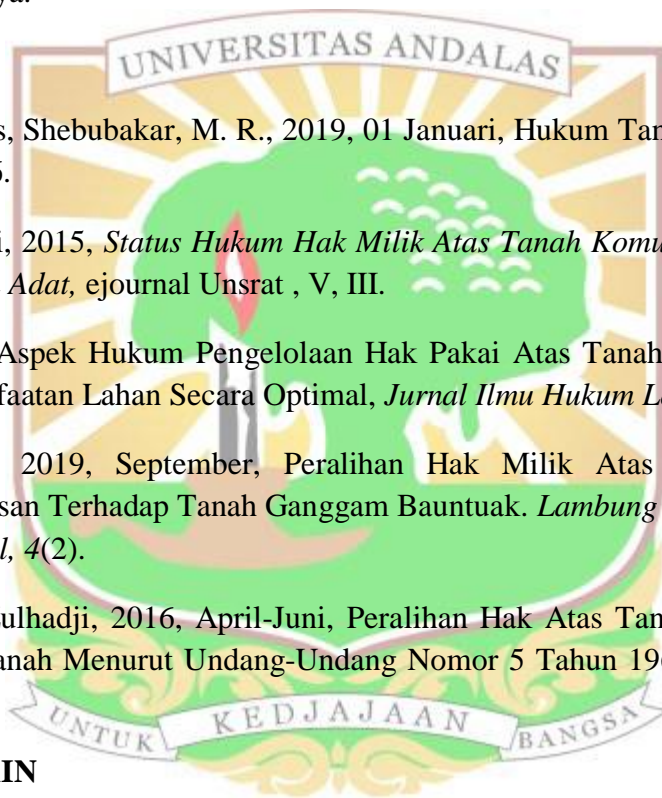 ya.
UNIVERSITAS ANDALAS
s, Shebubakar, M. R., 2019, 01 Januari, Hukum Tan
5.
i, 2015, Status Hukum Hak Milik Atas Tanah Komu
Adat, ejournal Unsrat , V, III.
Aspek Hukum Pengelolaan Hak Pakai Atas Tanah
faatan Lahan Secara Optimal, Jurnal Ilmu Hukum Le
2019, September, Peralihan Hak Milik Atas
san Terhadap Tanah Ganggam Bauntuak. Lambung
l, 4(2).
ulhadji, 2016, April-Juni, Peralihan Hak Atas Tan
anah Menurut Undang-Undang Nomor 5 Tahun 196
UNTUK KEDJAJAAN BANGSA
IN